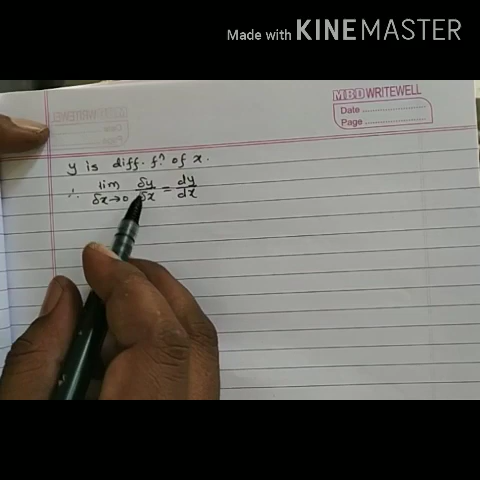 Made with KINEMASTER
MBD WRITEWELL
Date ....................
Page ....................
y is diff. fⁿ. of x.
∴ lim δx→0 δy/δx = dy/dx